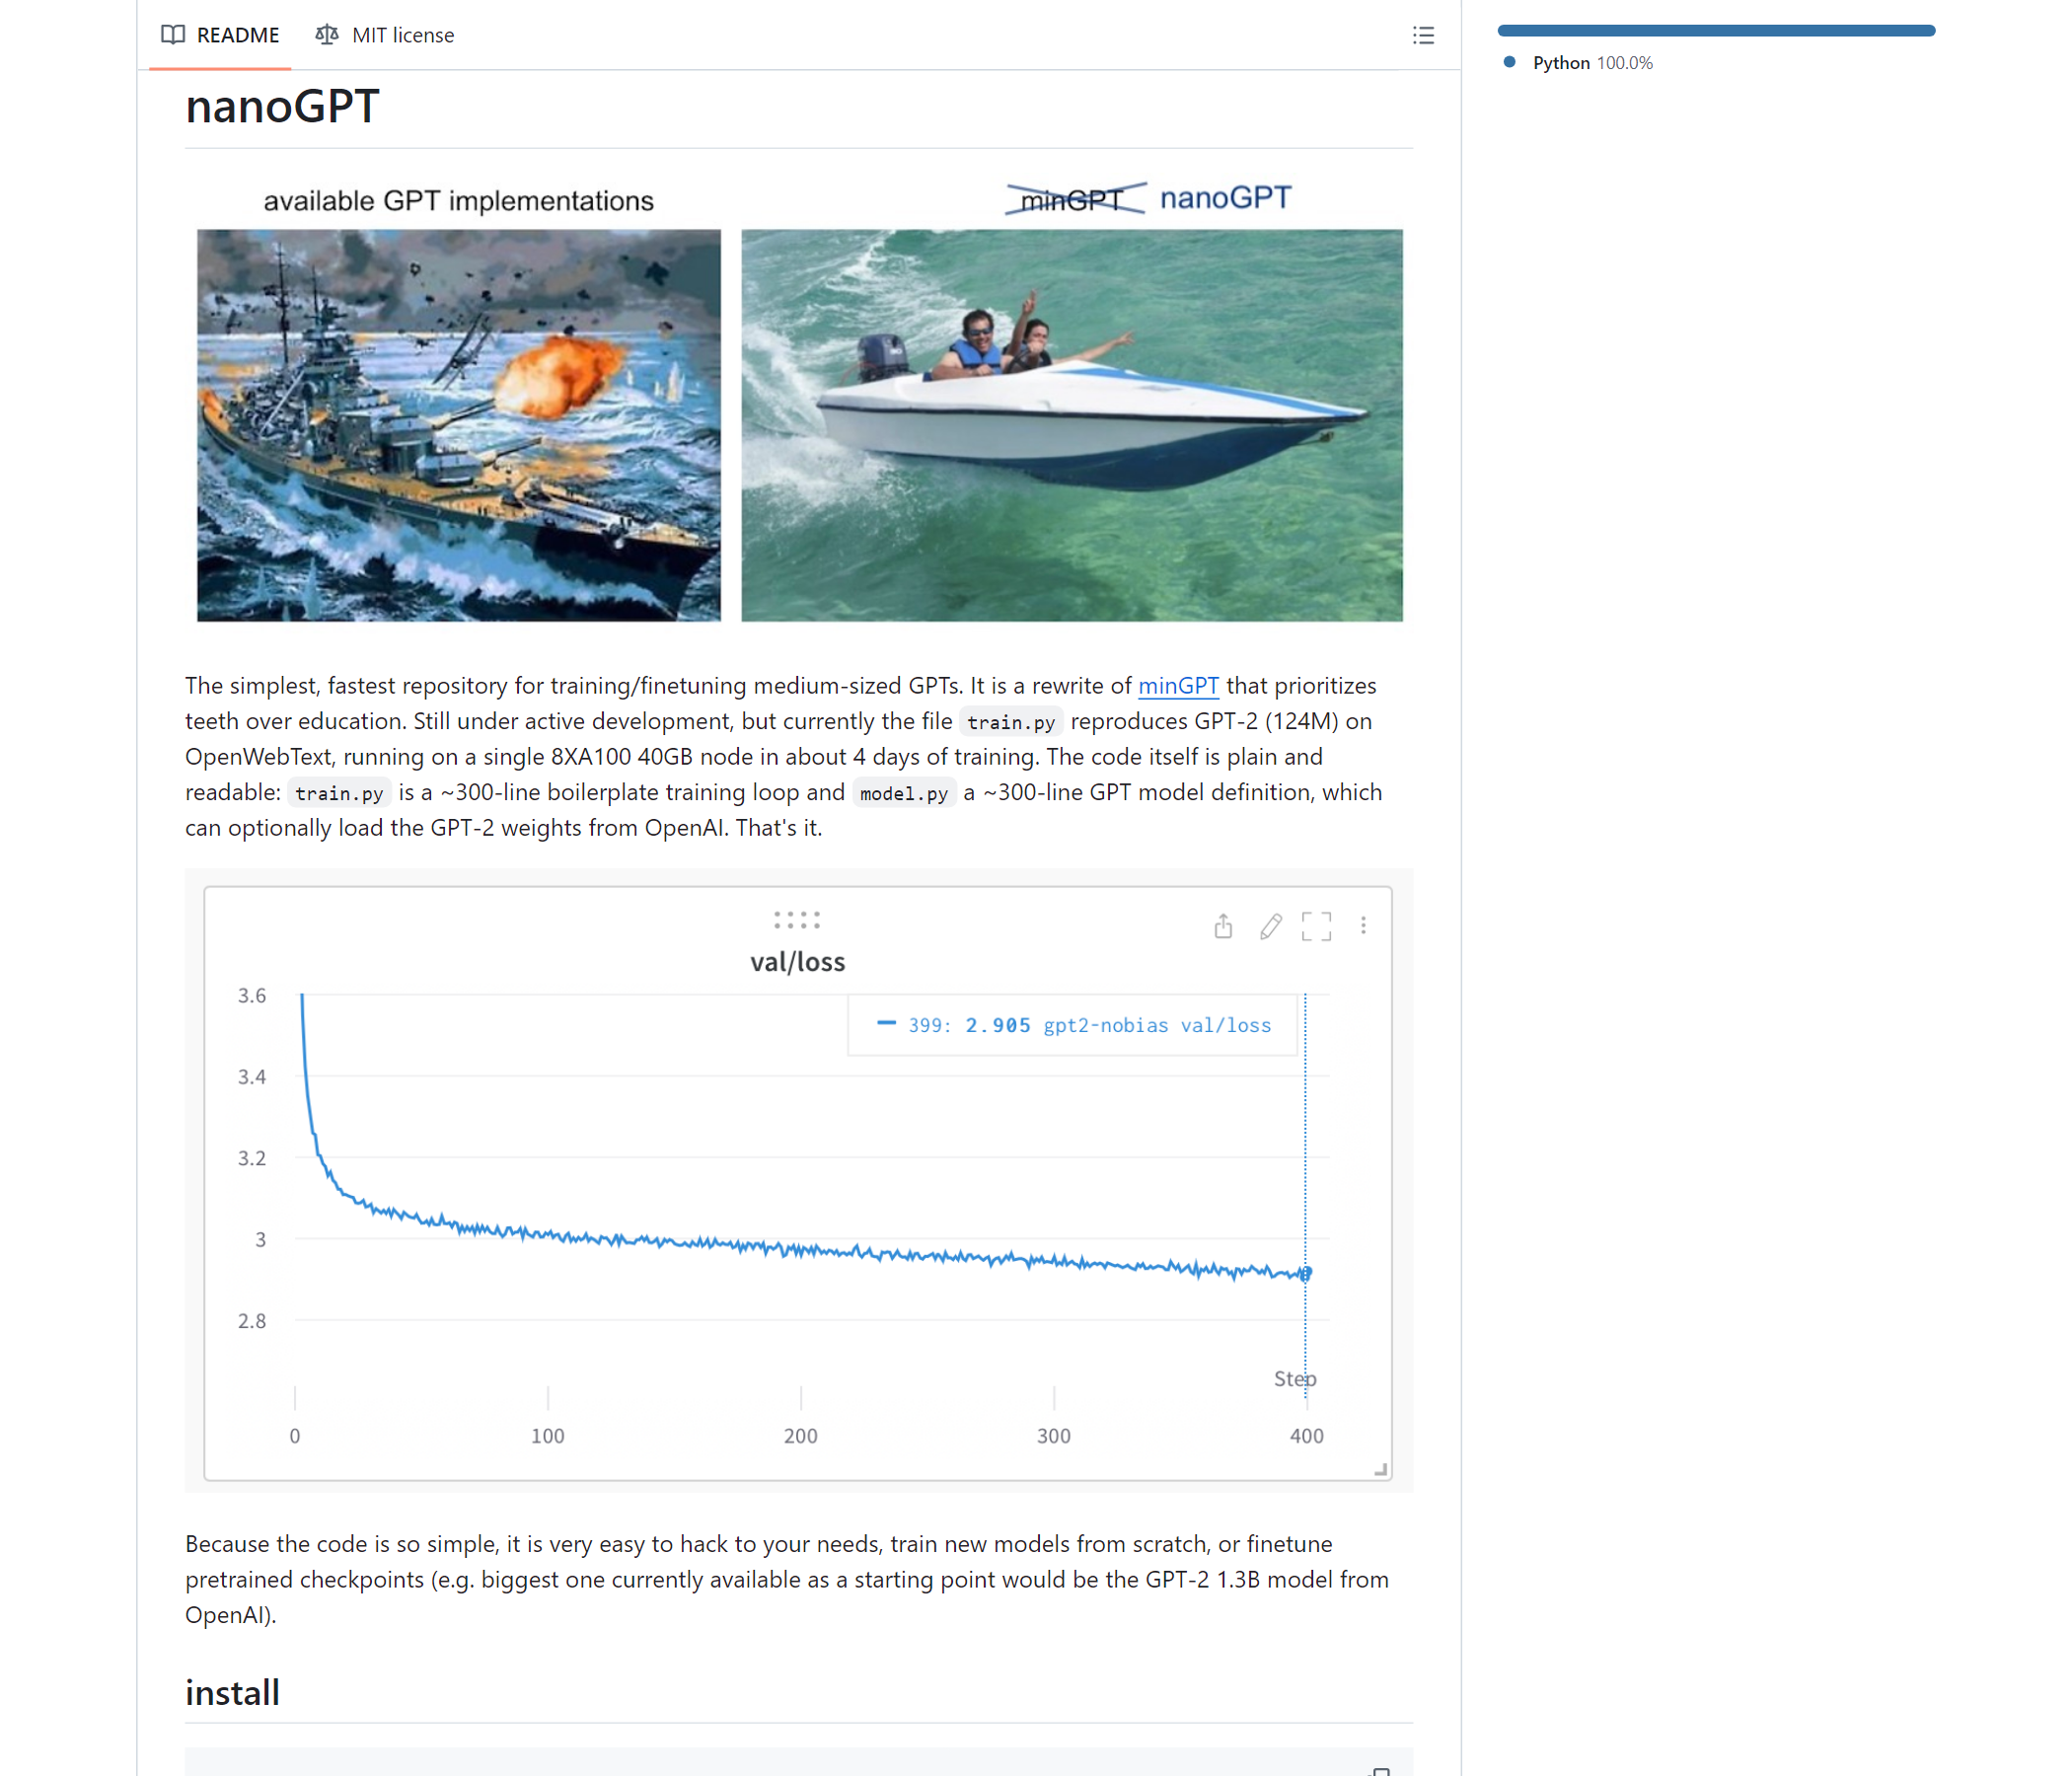 README
MIT license
Python 100.0%
nanoGPT
available GPT implementations
minGPT nanoGPT
The simplest, fastest repository for training/finetuning medium-sized GPTs. It is a rewrite of minGPT that prioritizes
teeth over education. Still under active development, but currently the file train.py reproduces GPT-2 (124M) on
OpenWebText, running on a single 8XA100 40GB node in about 4 days of training. The code itself is plain and
readable: train.py is a ~300-line boilerplate training loop and model.py a ~300-line GPT model definition, which
can optionally load the GPT-2 weights from OpenAI. That's it.
val/loss
399: 2.905 gpt2-nobias val/loss
3.6
3.4
3.2
3
2.8
Step
0 100 200 300 400
Because the code is so simple, it is very easy to hack to your needs, train new models from scratch, or finetune
pretrained checkpoints (e.g. biggest one currently available as a starting point would be the GPT-2 1.3B model from
OpenAI).
install